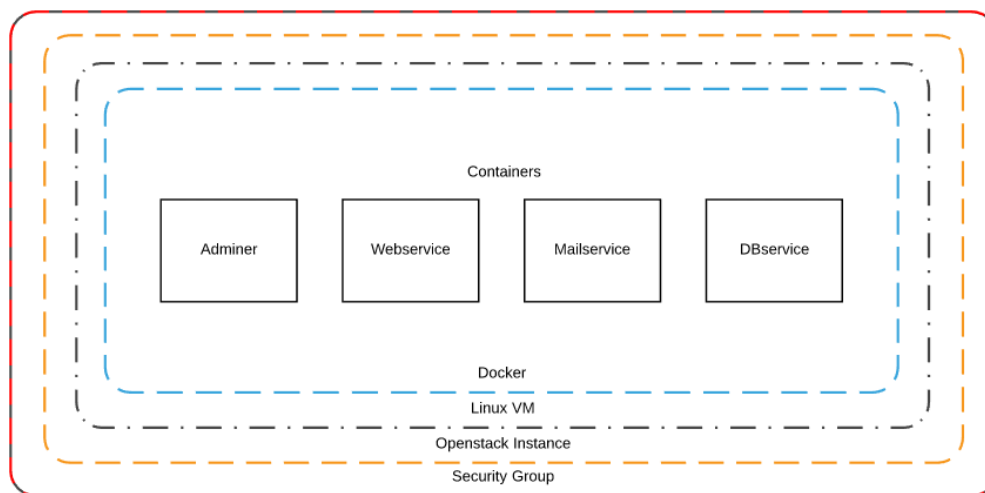 Containers
Adminer
Webservice
Mailservice
DBservice
Docker
Linux VM
Openstack Instance
Security Group